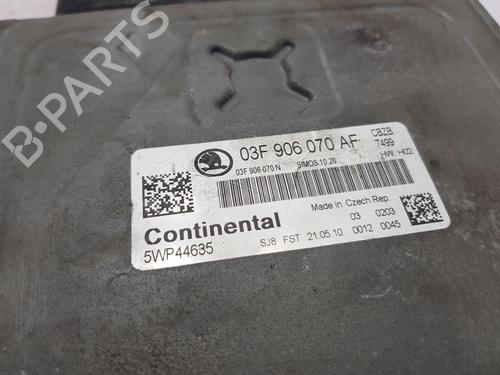 03F 906 070 AF
CBZB
7499
03F 906 070 N SIMOS 10.20
HW: H02
Made in Czech Rep.
Continental
03 0203
5WP44635
SJ8 FST 21.05.10 0012 0045